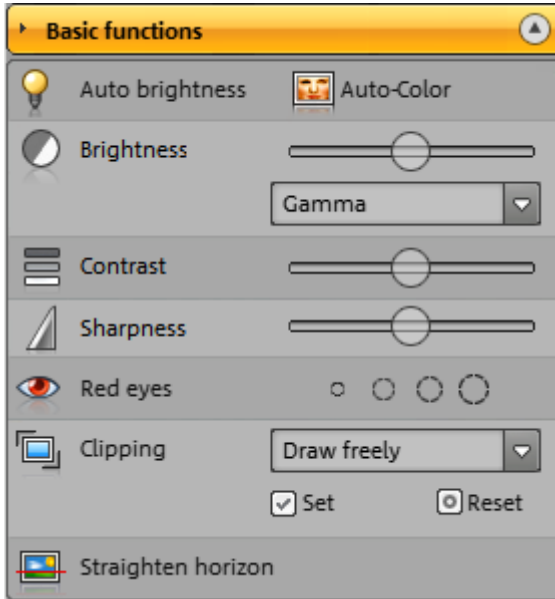 Basic functions
Auto brightness Auto-Color
Brightness
Gamma
Contrast
Sharpness
Red eyes
Clipping Draw freely
Set Reset
Straighten horizon